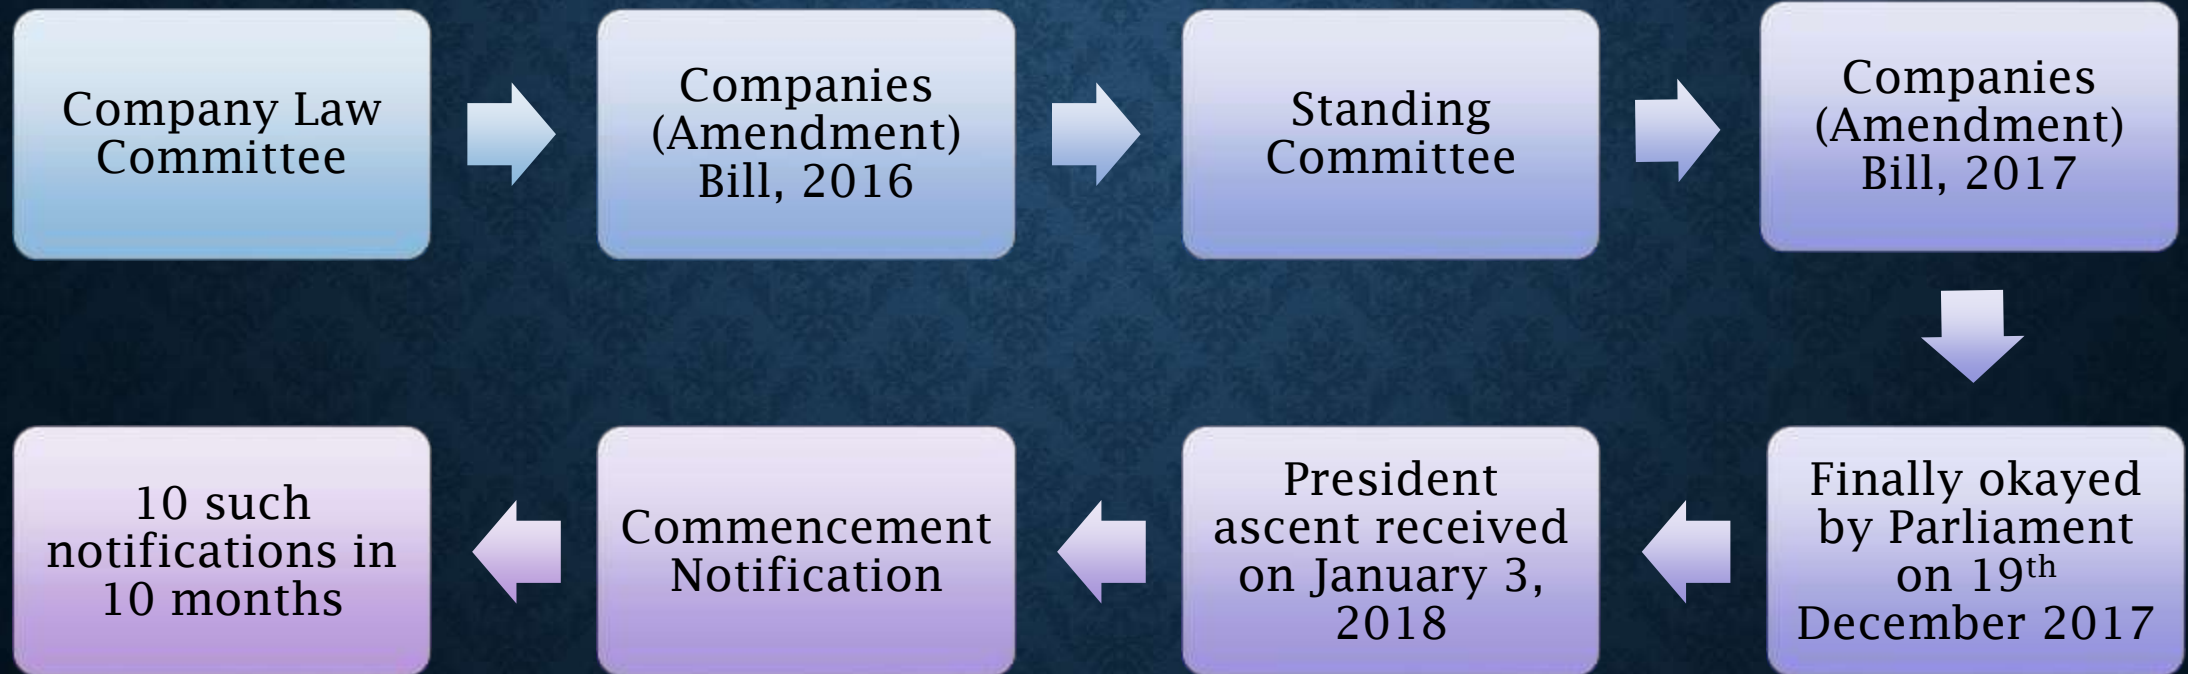 Company Law
Committee
Companies
(Amendment)
Bill, 2016
Standing
Committee
Companies
(Amendment)
Bill, 2017
Finally okayed
by Parliament
on 19th
December 2017
President
ascent received
on January 3,
2018
Commencement
Notification
10 such
notifications in
10 months